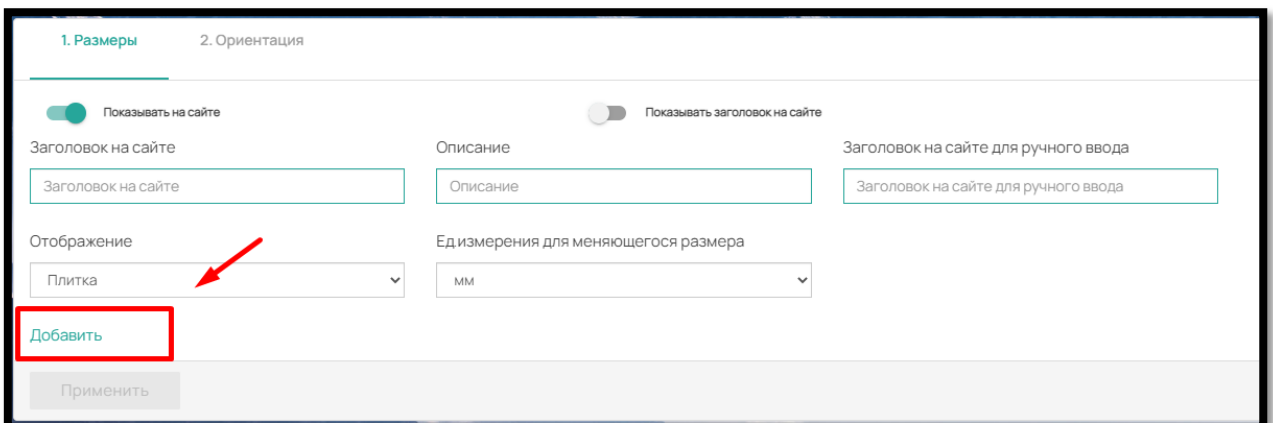 1. Размеры 2. Ориентация
Показывать на сайте Показывать заголовок на сайте
Заголовок на сайте Описание Заголовок на сайте для ручного ввода
Заголовок на сайте Описание Заголовок на сайте для ручного ввода
Отображение Ед.измерения для меняющегося размера
Плитка мм
Добавить
Применить